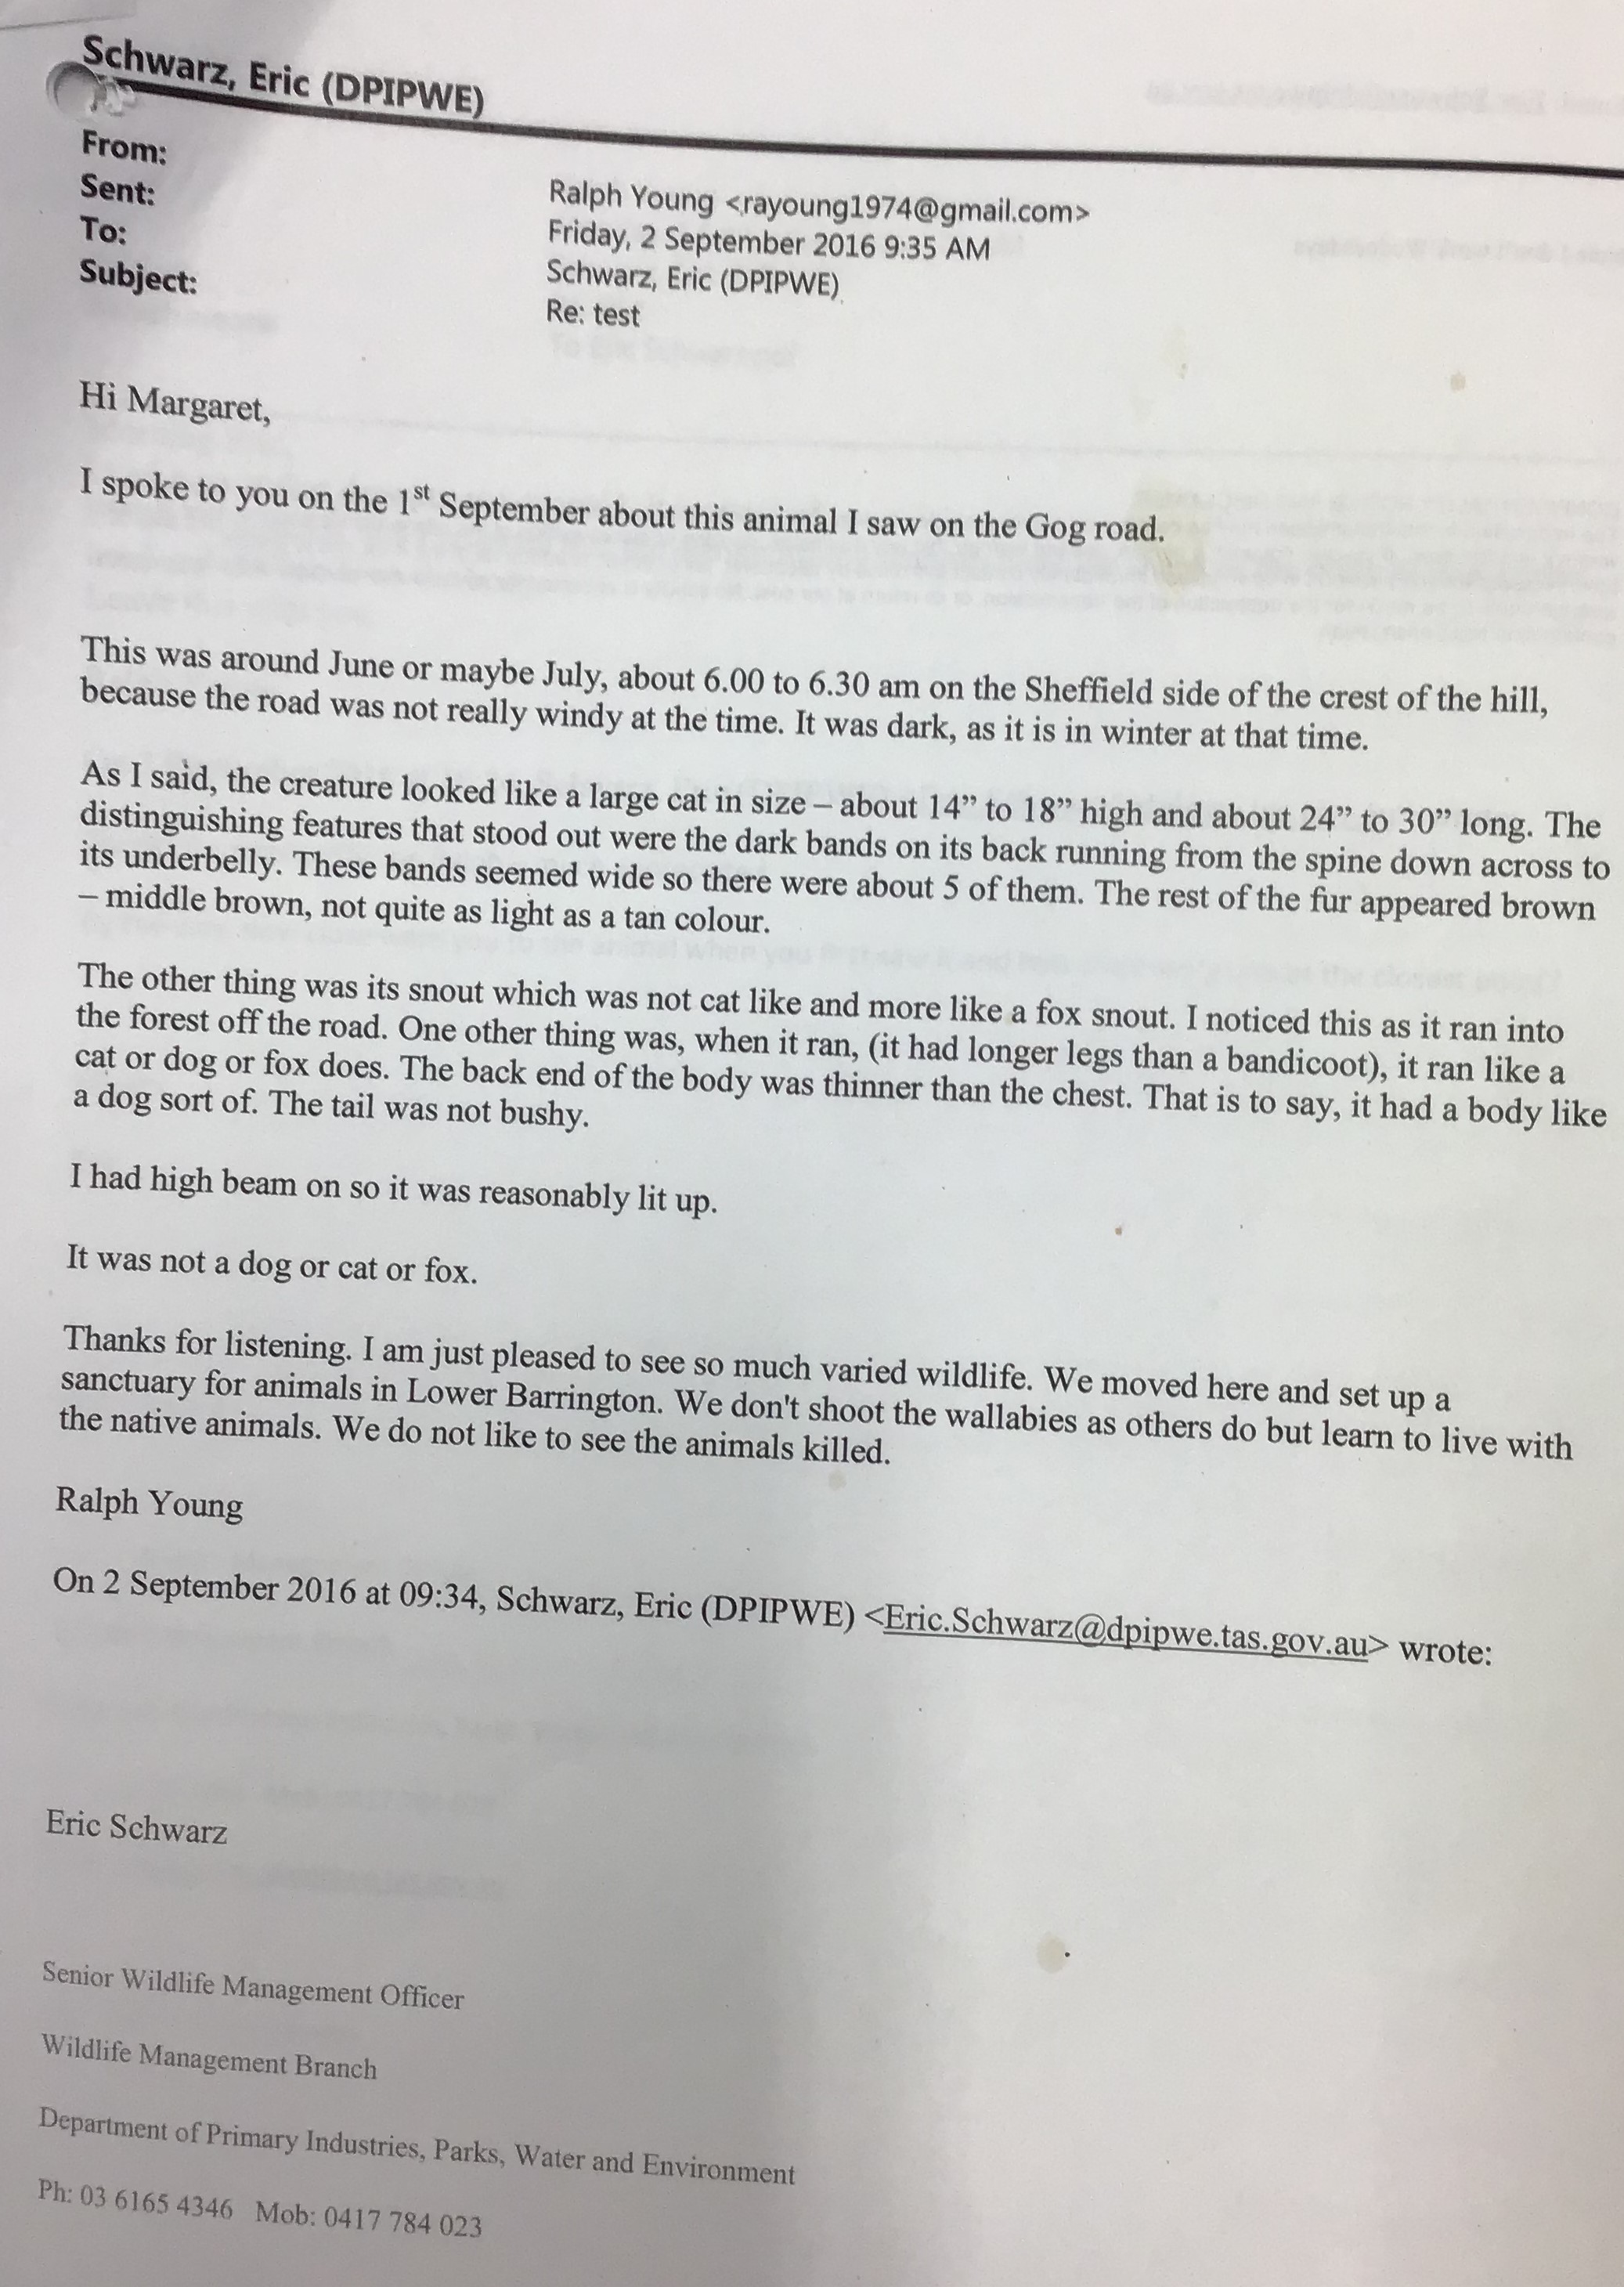 Schwarz, Eric (DPIPWE)
From:
Sent:
To:
Subject:
Ralph Young <rayoung1974@gmail.com>
Friday, 2 September 2016 9:35 AM
Schwarz, Eric (DPIPWE)
Re: test
Hi Margaret,
I spoke to you on the 1st September about this animal I saw on the Gog road.
This was around June or maybe July, about 6.00 to 6.30 am on the Sheffield side of the crest of the hill,
because the road was not really windy at the time. It was dark, as it is in winter at that time.
As I said, the creature looked like a large cat in size – about 14” to 18” high and about 24” to 30” long. The
distinguishing features that stood out were the dark bands on its back running from the spine down across to
its underbelly. These bands seemed wide so there were about 5 of them. The rest of the fur appeared brown
– middle brown, not quite as light as a tan colour.
The other thing was its snout which was not cat like and more like a fox snout. I noticed this as it ran into
the forest off the road. One other thing was, when it ran, (it had longer legs than a bandicoot), it ran like a
cat or dog or fox does. The back end of the body was thinner than the chest. That is to say, it had a body like
a dog sort of. The tail was not bushy.
I had high beam on so it was reasonably lit up.
It was not a dog or cat or fox.
Thanks for listening. I am just pleased to see so much varied wildlife. We moved here and set up a
sanctuary for animals in Lower Barrington. We don't shoot the wallabies as others do but learn to live with
the native animals. We do not like to see the animals killed.
Ralph Young
On 2 September 2016 at 09:34, Schwarz, Eric (DPIPWE) <Eric.Schwarz@dpipwe.tas.gov.au> wrote:
Eric Schwarz
Senior Wildlife Management Officer
Wildlife Management Branch
Department of Primary Industries, Parks, Water and Environment
Ph: 03 6165 4346 Mob: 0417 784 023